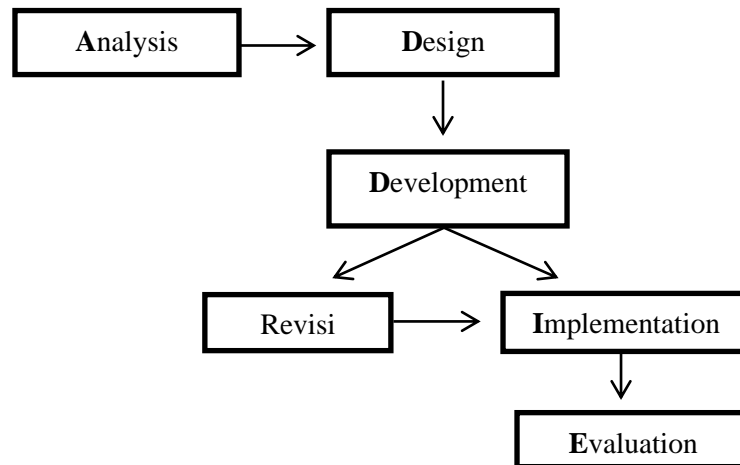 Analysis
Design
Development
Revisi
Implementation
Evaluation